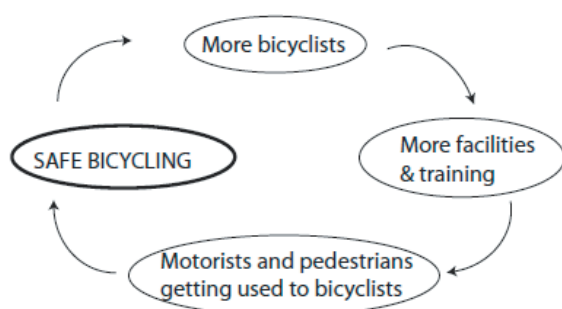 More bicyclists
SAFE BICYCLING
More facilities
& training
Motorists and pedestrians
getting used to bicyclists